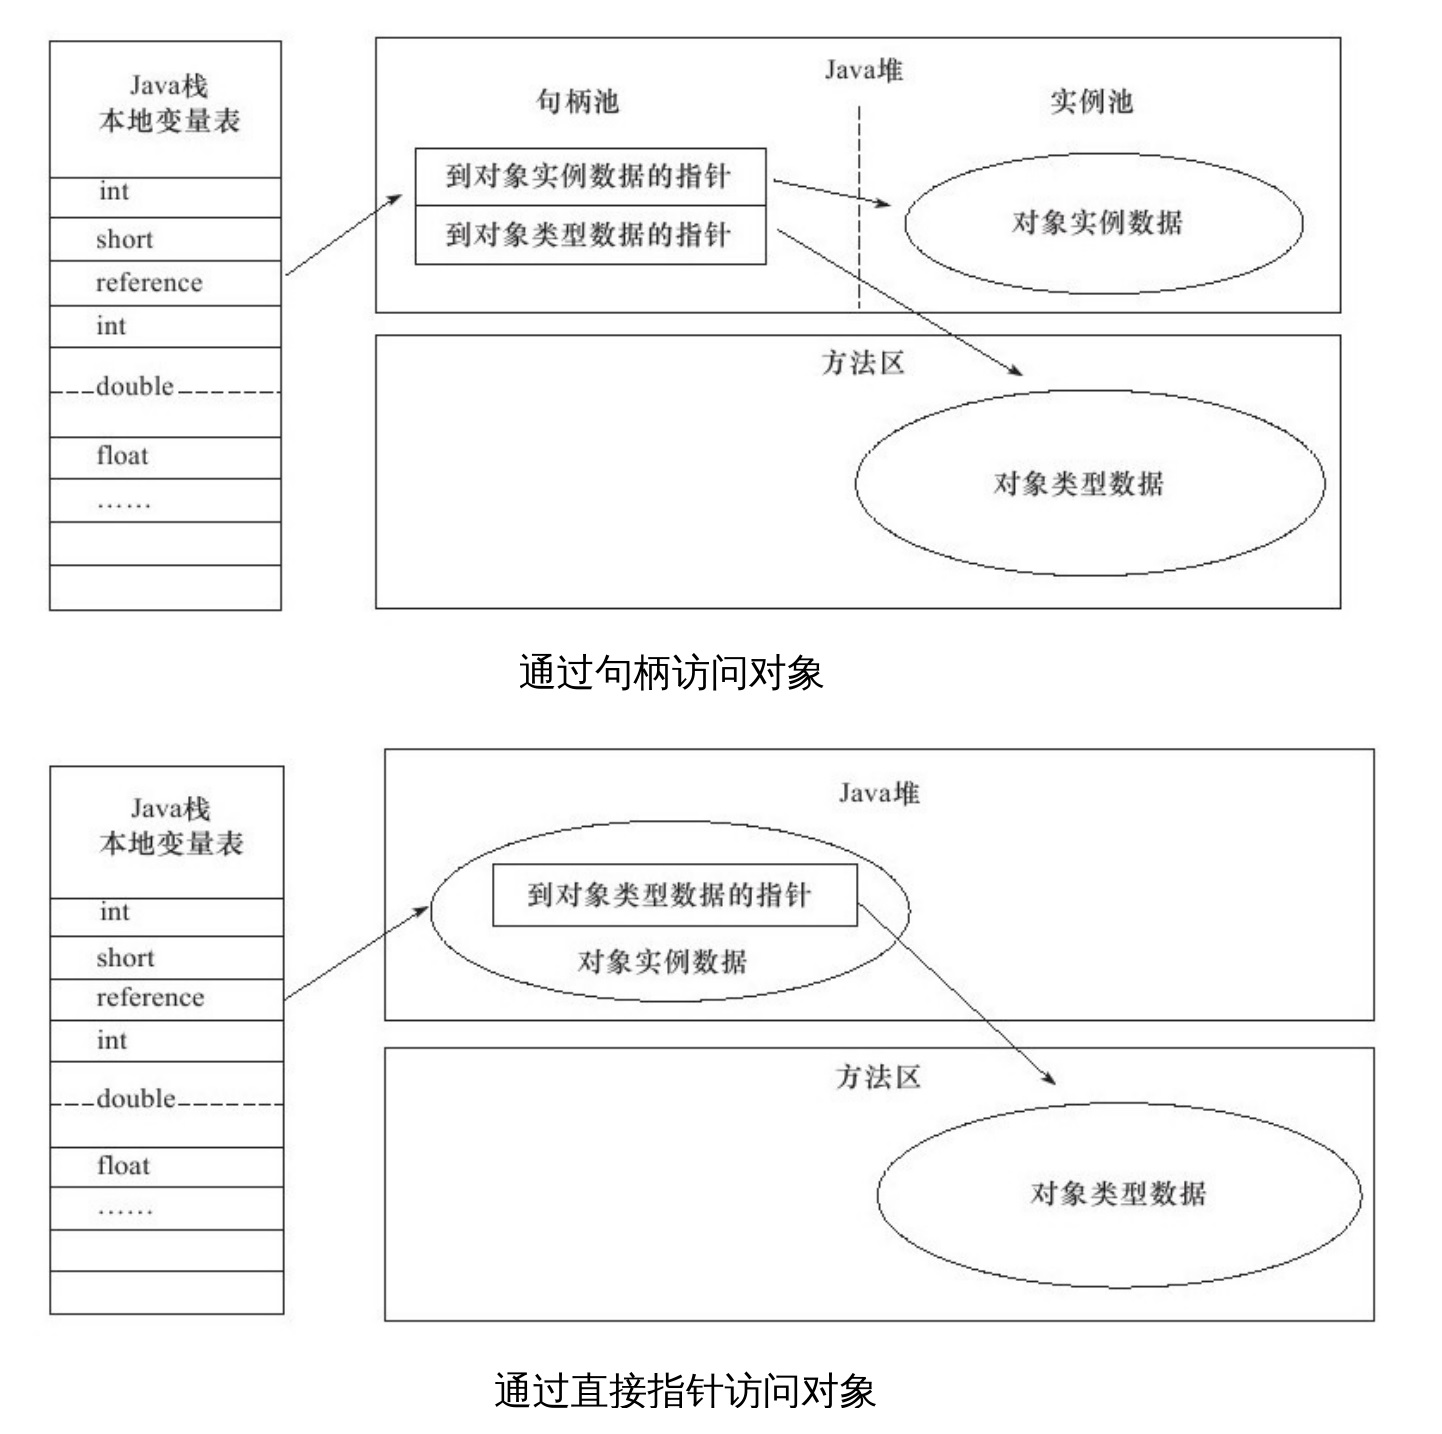 Java栈
本地变量表
int
short
reference
int
double
float
……
Java堆
句柄池
实例池
到对象实例数据的指针
到对象类型数据的指针
对象实例数据
方法区
对象类型数据
通过句柄访问对象
Java栈
本地变量表
int
short
reference
int
double
float
……
Java堆
到对象类型数据的指针
对象实例数据
方法区
对象类型数据
通过直接指针访问对象